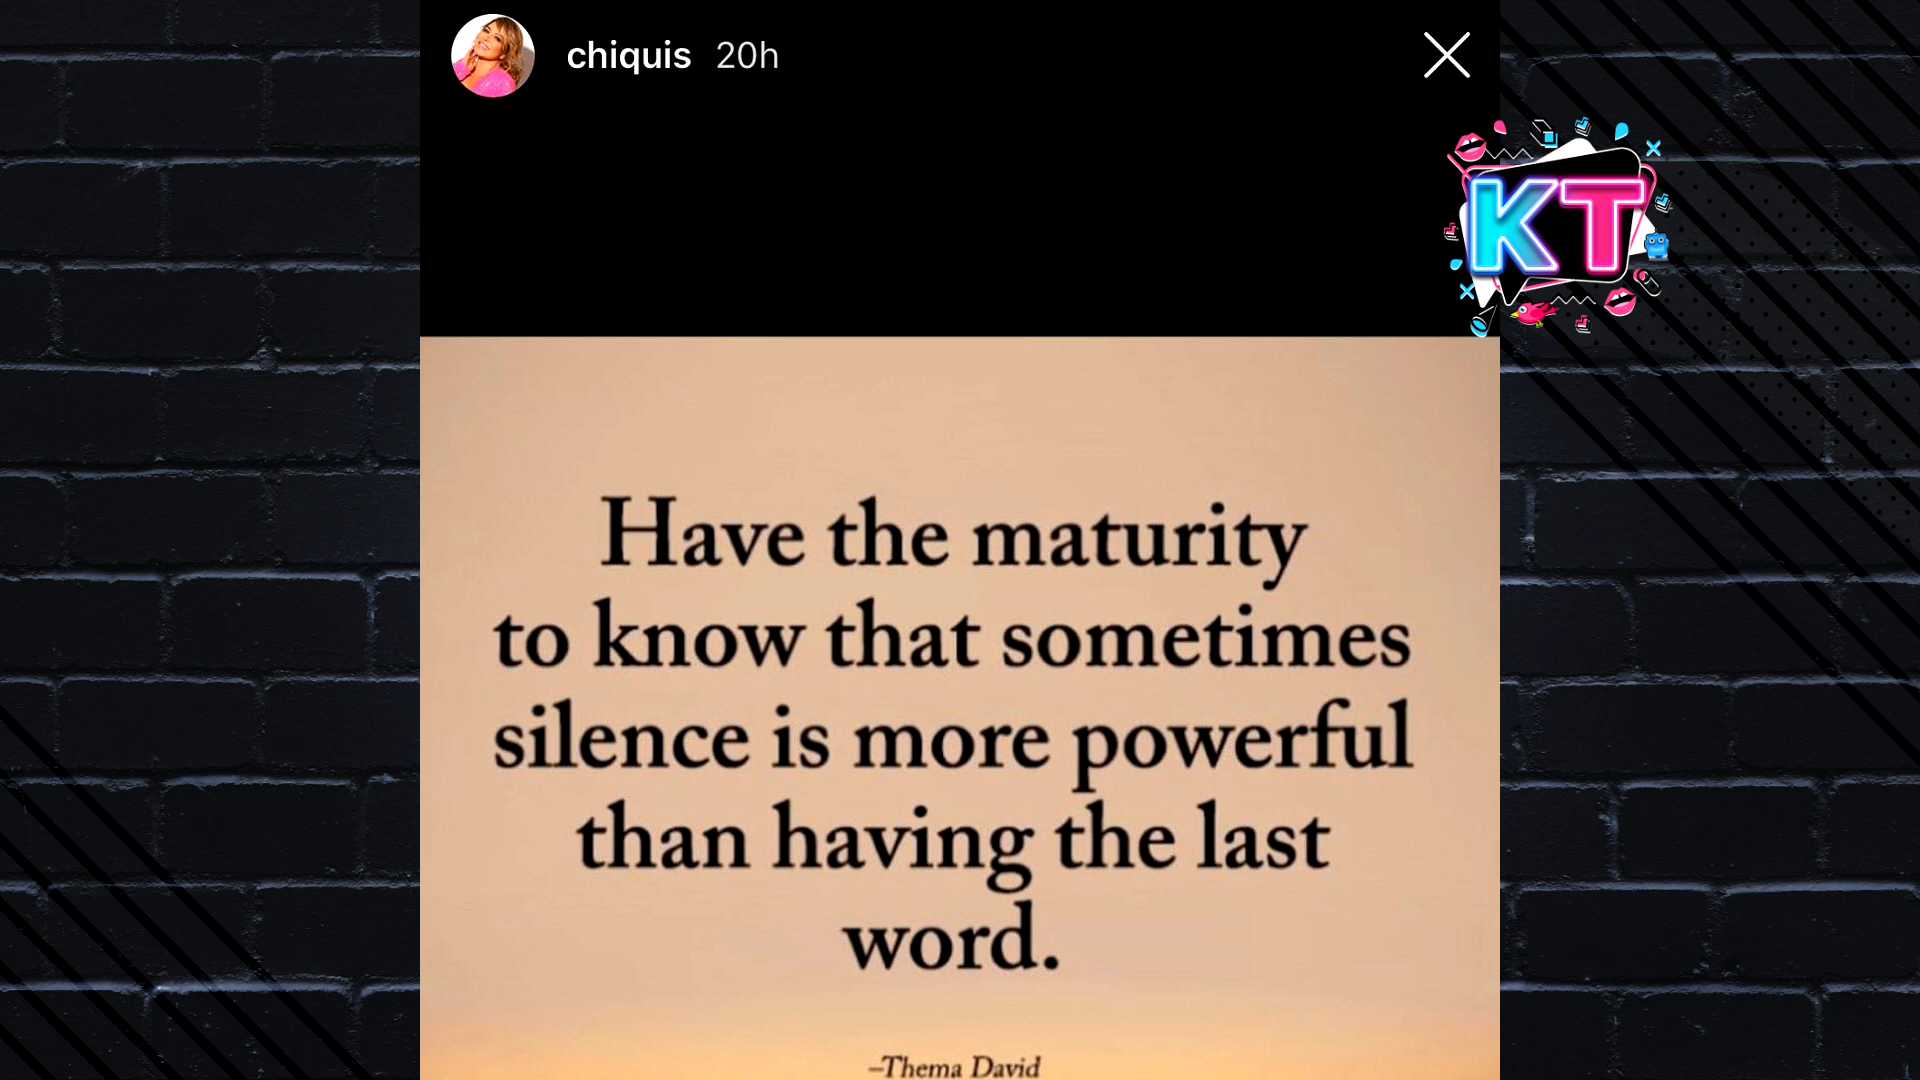 chiquis 20h
KT
Have the maturity
to know that sometimes
silence is more powerful
than having the last
word.
–Thema David